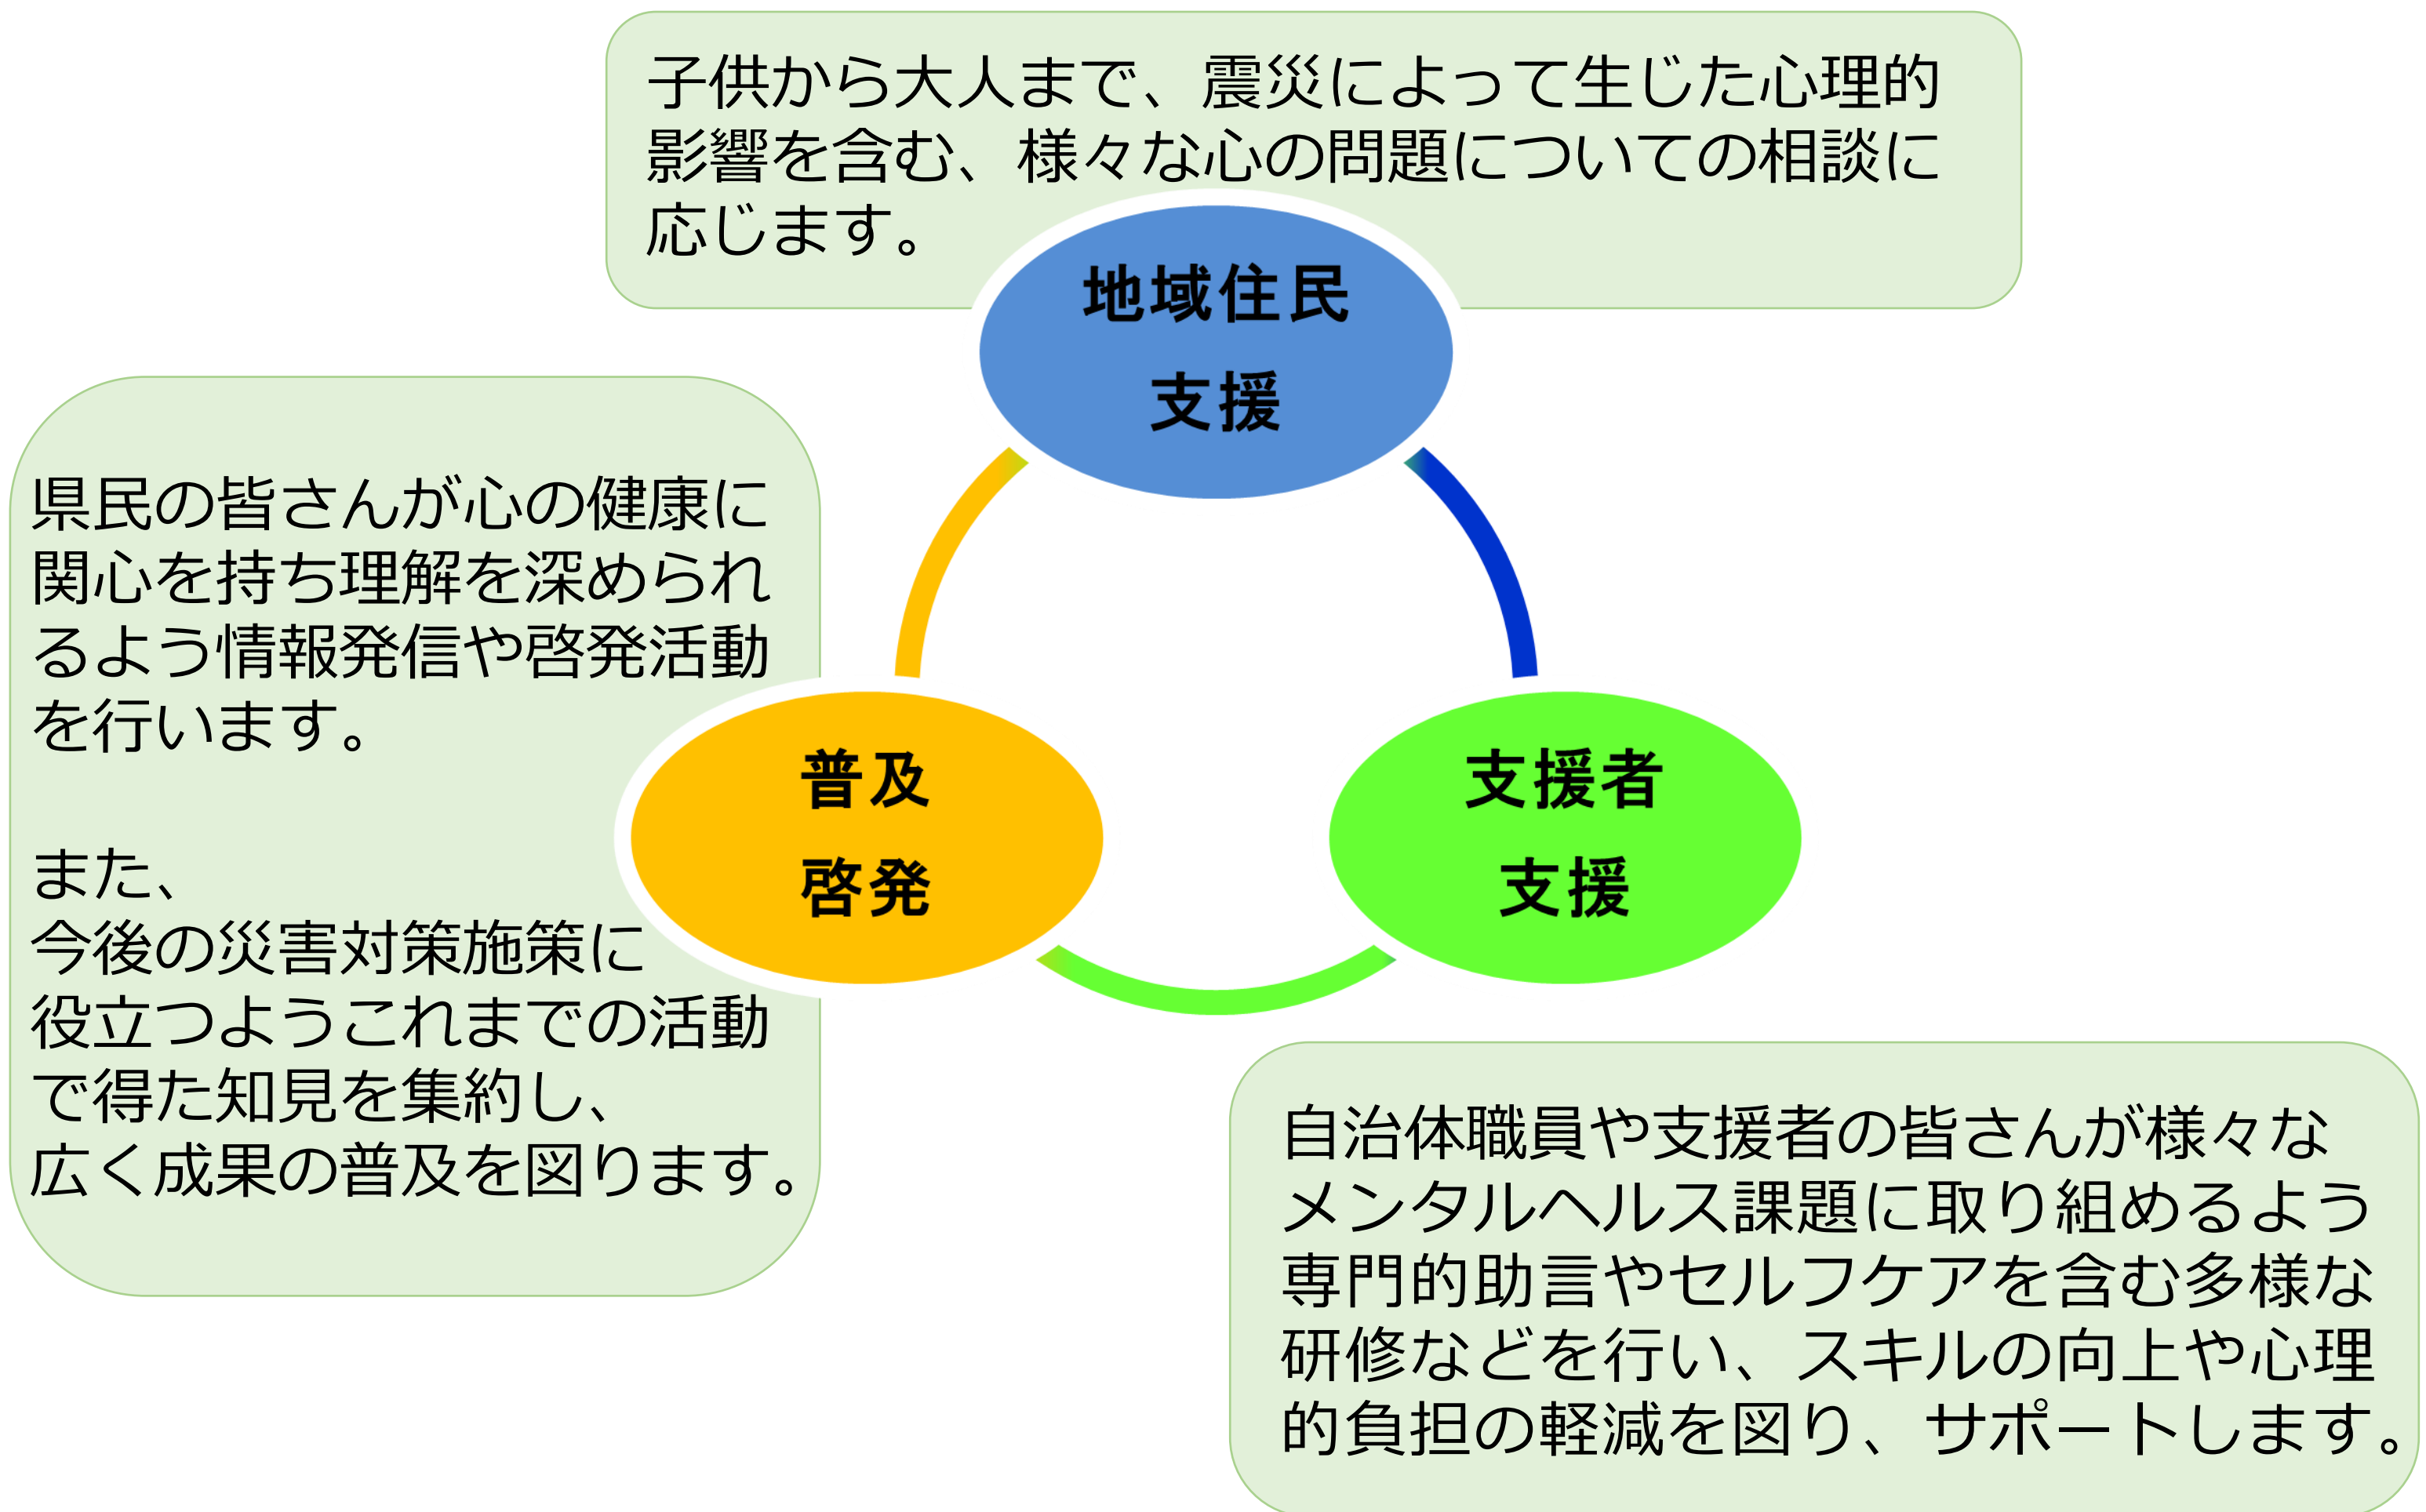 子供から大人まで、震災によって生じた心理的
影響を含む、様々な心の問題についての相談に
応じます。
地域住民
支援
県民の皆さんが心の健康に
関心を持ち理解を深められ
るよう情報発信や啓発活動
を行います。
また、
今後の災害対策施策に
役立つようこれまでの活動
で得た知見を集約し、
広く成果の普及を図ります。
普及
啓発
支援者
支援
自治体職員や支援者の皆さんが様々な
メンタルヘルス課題に取り組めるよう
専門的助言やセルフケアを含む多様な
研修などを行い、スキルの向上や心理
的負担の軽減を図り、サポートします。